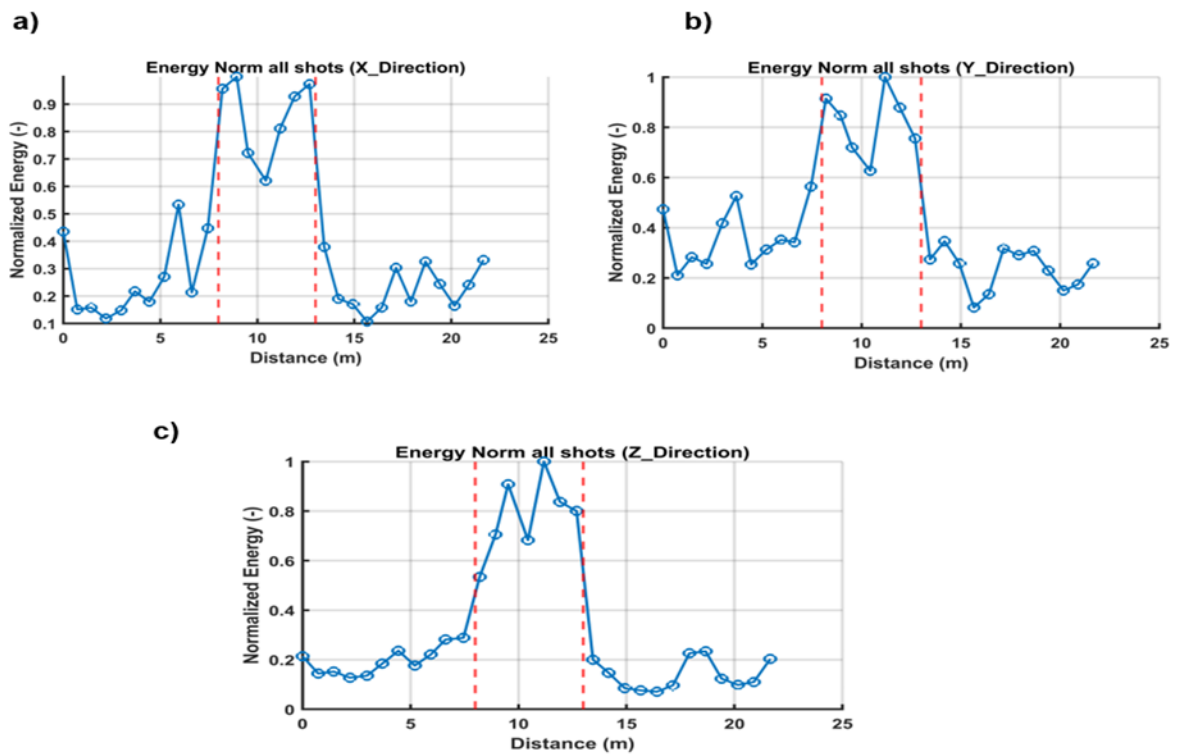 a)
Energy Norm all shots (X_Direction)
Normalized Energy (-)
0.9
0.8
0.7
0.6
0.5
0.4
0.3
0.2
0.1
0 5 10 15 20 25
Distance (m)
b)
Energy Norm all shots (Y_Direction)
Normalized Energy (-)
1
0.8
0.6
0.4
0.2
0
0 5 10 15 20 25
Distance (m)
c)
Energy Norm all shots (Z_Direction)
Normalized Energy (-)
1
0.8
0.6
0.4
0.2
0
0 5 10 15 20 25
Distance (m)